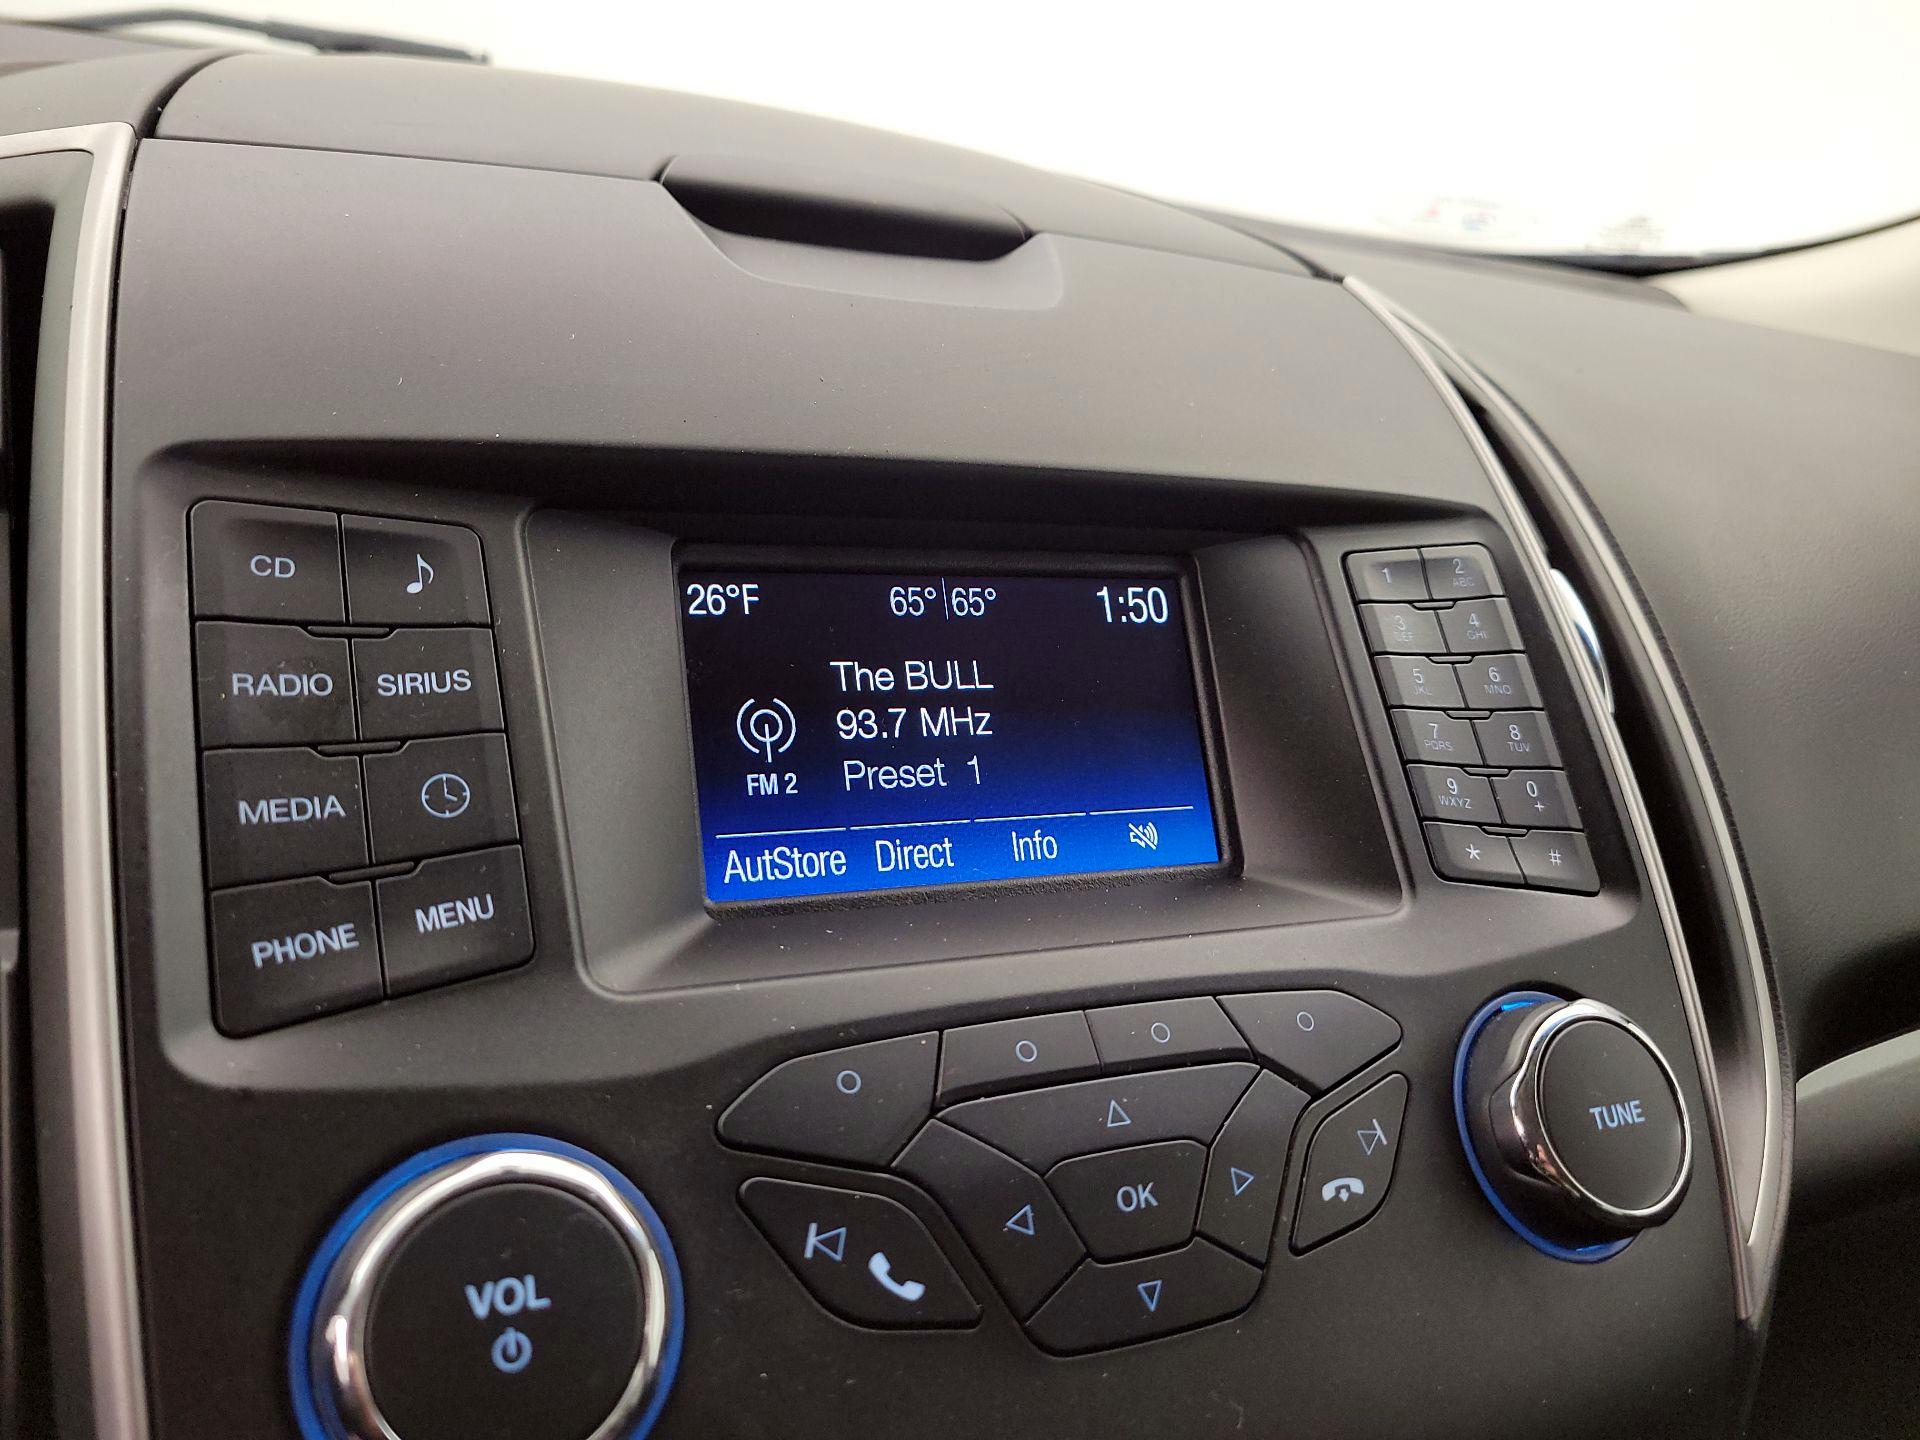 CD
RADIO SIRIUS
MEDIA
PHONE MENU
26°F 65° 65° 1:50
The BULL
93.7 MHz
FM 2 Preset 1
AutStore Direct Info
1 2 ABC
3 DEF 4 GHI
5 JKL 6 MNO
7 PQRS 8 TUV
9 WXYZ 0 +
* #
VOL
OK
TUNE